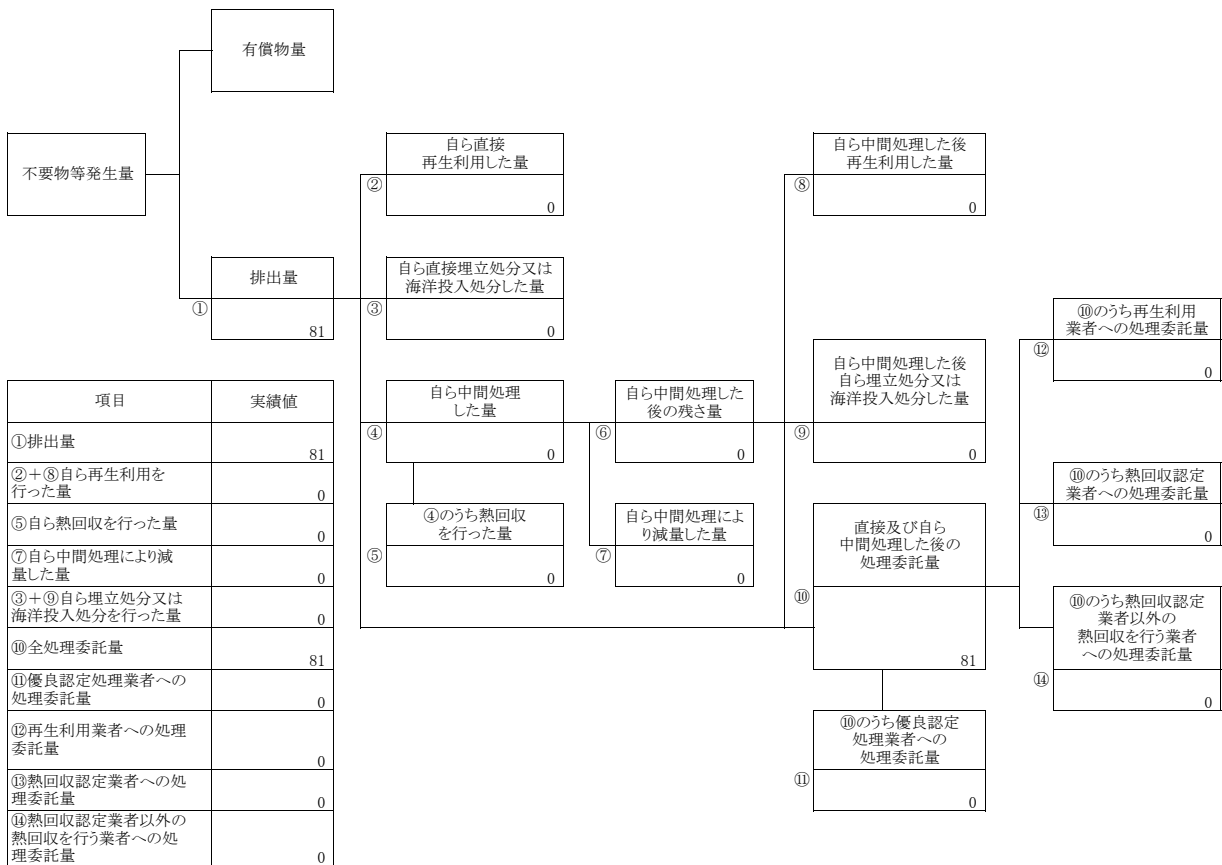 有償物量
不要物等発生量
自ら直接
再生利用した量
②
0
自ら中間処理した後
再生利用した量
⑧
0
排出量
①
81
自ら直接埋立処分又は
海洋投入処分した量
③
0
⑩のうち再生利用
業者への処理委託量
⑫
0
自ら中間処理
した量
④
0
自ら中間処理した
後の残さ量
⑥
0
自ら中間処理した後
自ら埋立処分又は
海洋投入処分した量
⑨
0
⑩のうち熱回収認定
業者への処理委託量
⑬
0
④のうち熱回収
を行った量
⑤
0
自ら中間処理によ
り減量した量
⑦
0
直接及び自ら
中間処理した後の
処理委託量
⑩
81
⑩のうち熱回収認定
業者以外の
熱回収を行う業者
への処理委託量
⑭
0
⑩のうち優良認定
処理業者への
処理委託量
⑪
0
項目 実績値
①排出量 81
②+⑧自ら再生利用を
行った量 0
⑤自ら熱回収を行った量 0
⑦自ら中間処理により減
量した量 0
③+⑨自ら埋立処分又は
海洋投入処分を行った量 0
⑩全処理委託量 81
⑪優良認定処理業者への
処理委託量 0
⑫再生利用業者への処理
委託量 0
⑬熱回収認定業者への処
理委託量 0
⑭熱回収認定業者以外の
熱回収を行う業者への処
理委託量 0